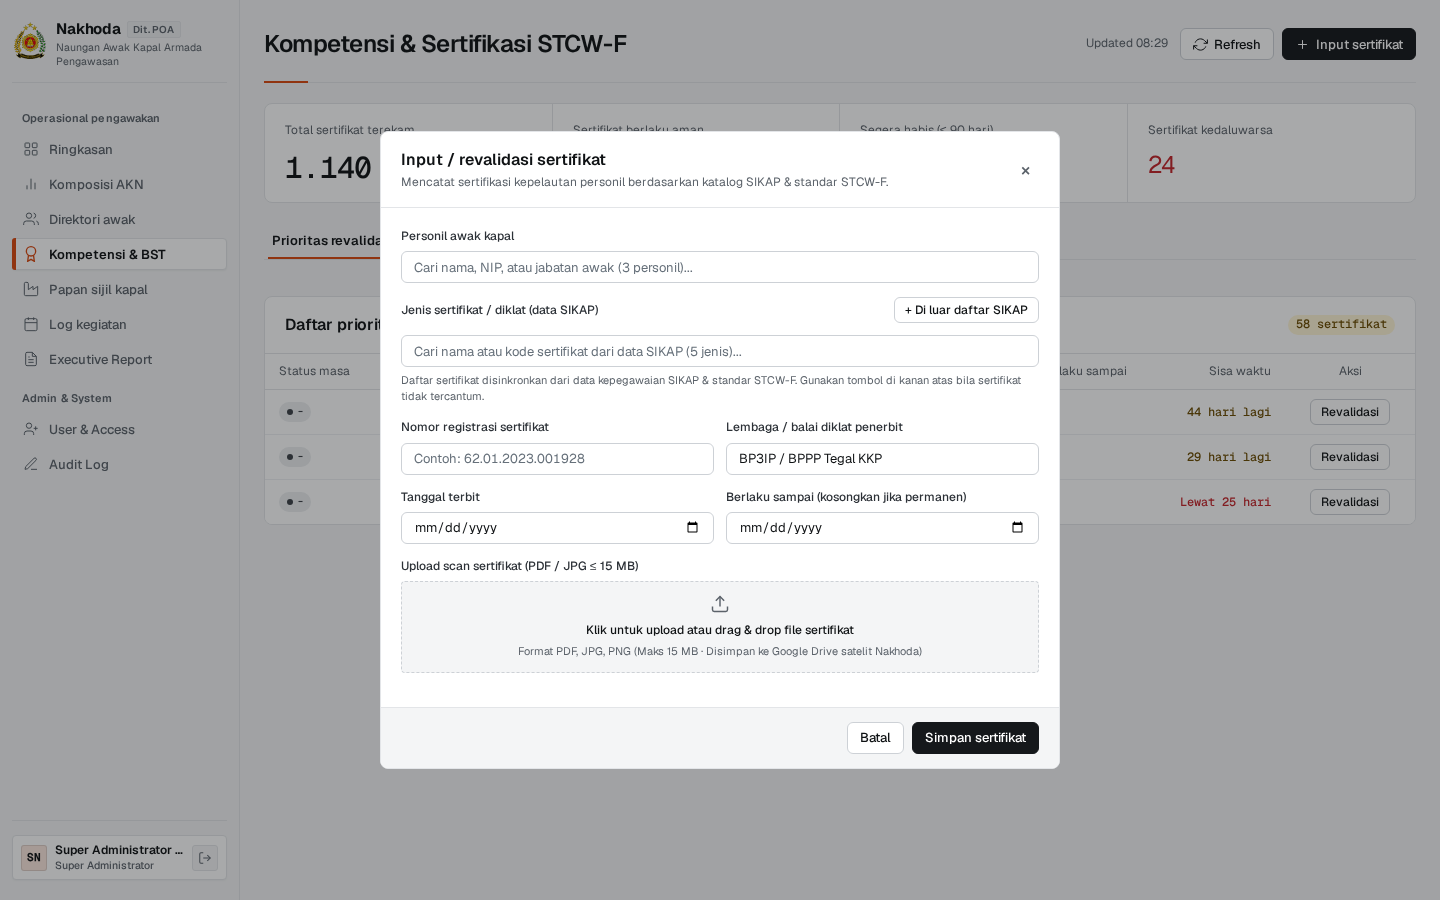 Nakhoda Dit. POA
Naungan Awak Kapal Armada
Pengawasan
Operasional pengawakan
Ringkasan
Komposisi AKN
Direktori awak
Kompetensi & BST
Papan sijil kapal
Log kegiatan
Executive Report
Admin & System
User & Access
Audit Log
SN
Super Administrator ...
Super Administrator
Kompetensi & Sertifikasi STCW-F
Updated 08:29
Refresh
Input sertifikat
Total sertifikat terekam
1.140
Sertifikat berlaku aman
Segera habis (< 90 hari)
Sertifikat kedaluwarsa
24
Prioritas revalida
Daftar priorit
58 sertifikat
Status masa
laku sampai
Sisa waktu
Aksi
-
44 hari lagi
Revalidasi
-
29 hari lagi
Revalidasi
-
Lewat 25 hari
Revalidasi
Input / revalidasi sertifikat
Mencatat sertifikasi kepelautan personil berdasarkan katalog SIKAP & standar STCW-F.
×
Personil awak kapal
Cari nama, NIP, atau jabatan awak (3 personil)...
Jenis sertifikat / diklat (data SIKAP)
+ Di luar daftar SIKAP
Cari nama atau kode sertifikat dari data SIKAP (5 jenis)...
Daftar sertifikat disinkronkan dari data kepegawaian SIKAP & standar STCW-F. Gunakan tombol di kanan atas bila sertifikat
tidak tercantum.
Nomor registrasi sertifikat
Lembaga / balai diklat penerbit
Contoh: 62.01.2023.001928
BP3IP / BPPP Tegal KKP
Tanggal terbit
Berlaku sampai (kosongkan jika permanen)
mm/dd/yyyy
mm/dd/yyyy
Upload scan sertifikat (PDF / JPG ≤ 15 MB)
Klik untuk upload atau drag & drop file sertifikat
Format PDF, JPG, PNG (Maks 15 MB · Disimpan ke Google Drive satelit Nakhoda)
Batal
Simpan sertifikat